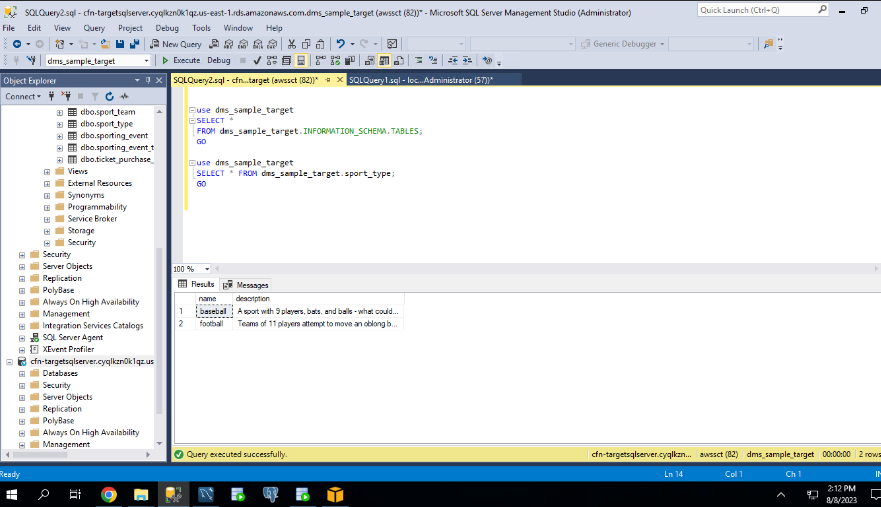 SQLQuery2.sql - cfn-targetsqlserver.cyqlkzn0k1qz.us-east-1.rds.amazonaws.com.dms_sample_target (awssct (82))* - Microsoft SQL Server Management Studio (Administrator)
Quick Launch (Ctrl+Q)
File Edit View Query Project Debug Tools Window Help
New Query
Generic Debugger
dms_sample_target
Execute Debug
Object Explorer
SQLQuery2.sql - cfn...target (awssct (82))*
SQLQuery1.sql - loc...Administrator (57))*
Connect
dbo.sport_team
dbo.sport_type
dbo.sporting_event
dbo.sporting_event_t
dbo.ticket_purchase_
Views
External Resources
Synonyms
Programmability
Service Broker
Storage
Security
Security
Server Objects
Replication
PolyBase
Always On High Availability
Management
Integration Services Catalogs
SQL Server Agent
XEvent Profiler
cfn-targetsqlserver.cyqlkzn0k1qz.us
Databases
Security
Server Objects
Replication
PolyBase
Always On High Availability
Management
use dms_sample_target
SELECT *
FROM dms_sample_target.INFORMATION_SCHEMA.TABLES;
GO
use dms_sample_target
SELECT * FROM dms_sample_target.sport_type;
GO
100 %
Results Messages
name description
1 baseball A sport with 9 players, bats, and balls - what could...
2 football Teams of 11 players attempt to move an oblong b...
Query executed successfully.
cfn-targetsqlserver.cyqlkzn... awssct (82) dms_sample_target 00:00:00 2 rows
Ready
Ln 14 Col 1 Ch 1 IN
2:12 PM
8/8/2023